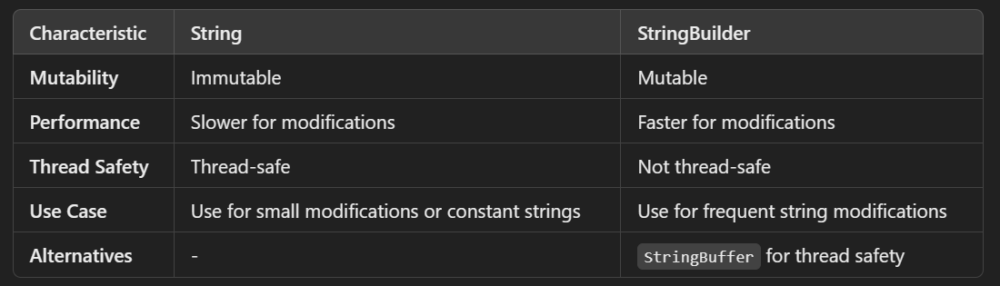 Characteristic String StringBuilder
Mutability Immutable Mutable
Performance Slower for modifications Faster for modifications
Thread Safety Thread-safe Not thread-safe
Use Case Use for small modifications or constant strings Use for frequent string modifications
Alternatives - StringBuffer for thread safety